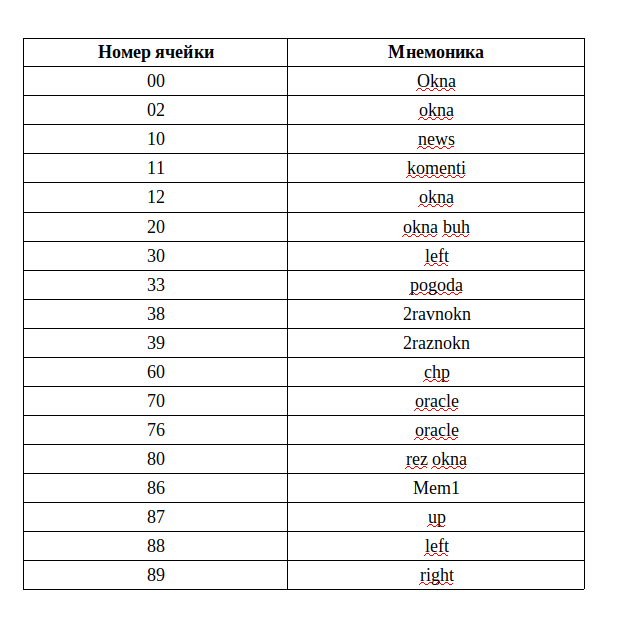 Номер ячейки Мнемоника
00 Okna
02 okna
10 news
11 komenti
12 okna
20 okna buh
30 left
33 pogoda
38 2ravnokn
39 2raznokn
60 chp
70 oracle
76 oracle
80 rez okna
86 Mem1
87 up
88 left
89 right